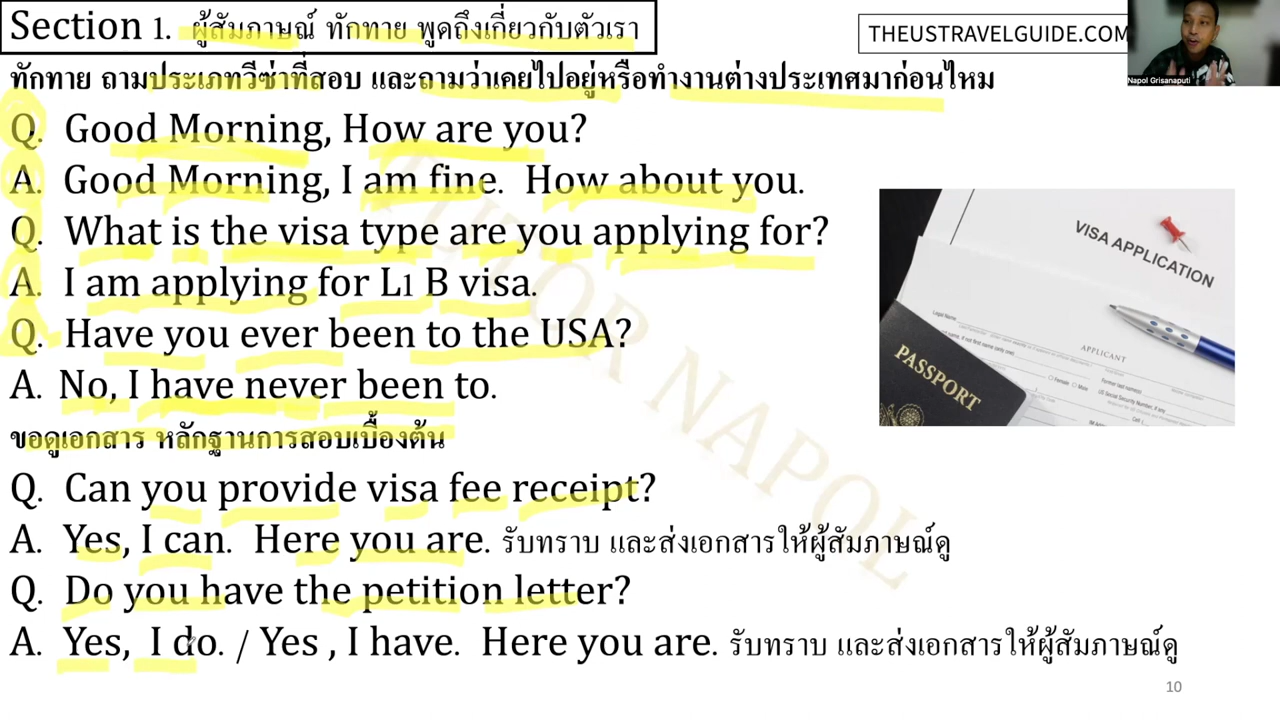 Section 1. ผู้สัมภาษณ์ ทักทาย พูดถึงเกี่ยวกับตัวเรา
THEUSTRAVELGUIDE.COM
Napol Grisanaputi
ทักทาย ถามประเภทวีซ่าที่สอบ และถามว่าเคยไปอยู่หรือทำงานต่างประเทศมาก่อนไหม
Q. Good Morning, How are you?
A. Good Morning, I am fine. How about you.
Q. What is the visa type are you applying for?
A. I am applying for L1 B visa.
Q. Have you ever been to the USA?
A. No, I have never been to.
ขอดูเอกสาร หลักฐานการสอบเบื้องต้น
Q. Can you provide visa fee receipt?
A. Yes, I can. Here you are. รับทราบ และส่งเอกสารให้ผู้สัมภาษณ์ดู
Q. Do you have the petition letter?
A. Yes, I do. / Yes , I have. Here you are. รับทราบ และส่งเอกสารให้ผู้สัมภาษณ์ดู
TUTOR NAPOL
VISA APPLICATION
Legal Name
APPLICANT
Female
Male
PASSPORT
10